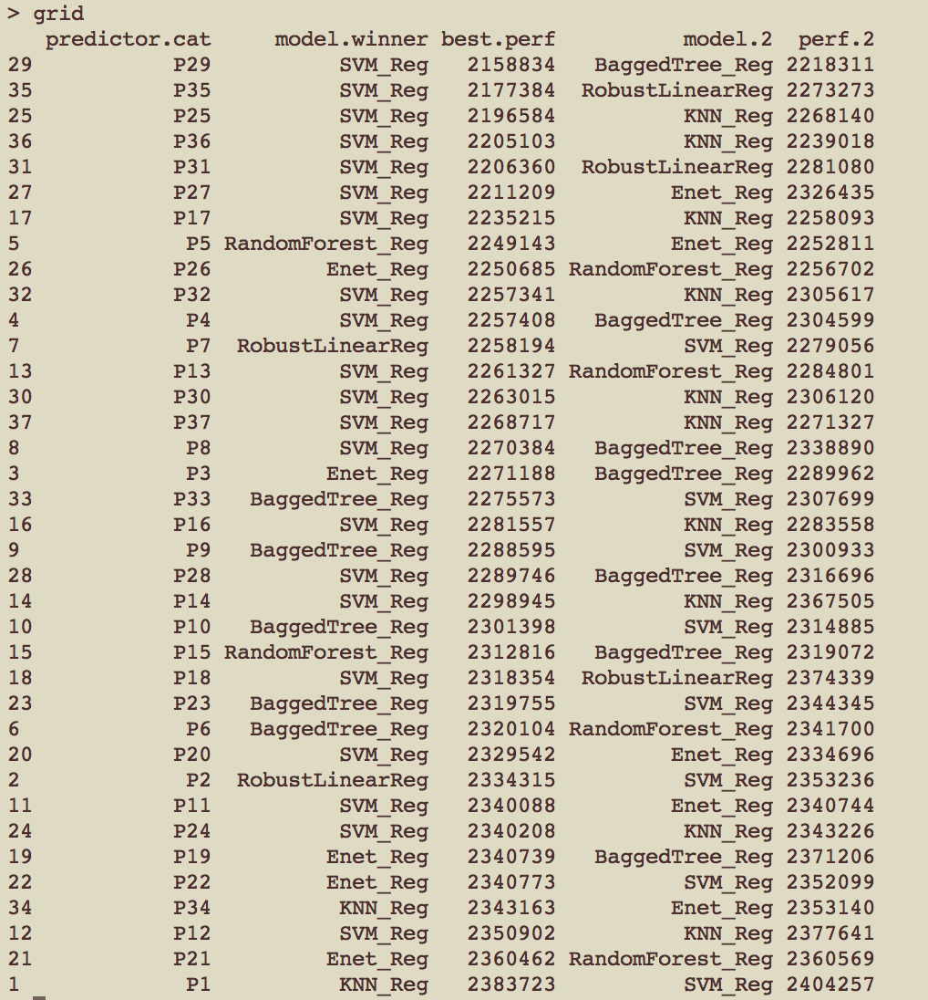 > grid
predictor.cat model.winner best.perf model.2 perf.2
29 P29 SVM_Reg 2158834 BaggedTree_Reg 2218311
35 P35 SVM_Reg 2177384 RobustLinearReg 2273273
25 P25 SVM_Reg 2196584 KNN_Reg 2268140
36 P36 SVM_Reg 2205103 KNN_Reg 2239018
31 P31 SVM_Reg 2206360 RobustLinearReg 2281080
27 P27 SVM_Reg 2211209 Enet_Reg 2326435
17 P17 SVM_Reg 2235215 KNN_Reg 2258093
5 P5 RandomForest_Reg 2249143 Enet_Reg 2252811
26 P26 Enet_Reg 2250685 RandomForest_Reg 2256702
32 P32 SVM_Reg 2257341 KNN_Reg 2305617
4 P4 SVM_Reg 2257408 BaggedTree_Reg 2304599
7 P7 RobustLinearReg 2258194 SVM_Reg 2279056
13 P13 SVM_Reg 2261327 RandomForest_Reg 2284801
30 P30 SVM_Reg 2263015 KNN_Reg 2306120
37 P37 SVM_Reg 2268717 KNN_Reg 2271327
8 P8 SVM_Reg 2270384 BaggedTree_Reg 2338890
3 P3 Enet_Reg 2271188 BaggedTree_Reg 2289962
33 P33 BaggedTree_Reg 2275573 SVM_Reg 2307699
16 P16 SVM_Reg 2281557 KNN_Reg 2283558
9 P9 BaggedTree_Reg 2288595 SVM_Reg 2300933
28 P28 SVM_Reg 2289746 BaggedTree_Reg 2316696
14 P14 SVM_Reg 2298945 KNN_Reg 2367505
10 P10 BaggedTree_Reg 2301398 SVM_Reg 2314885
15 P15 RandomForest_Reg 2312816 BaggedTree_Reg 2319072
18 P18 SVM_Reg 2318354 RobustLinearReg 2374339
23 P23 BaggedTree_Reg 2319755 SVM_Reg 2344345
6 P6 BaggedTree_Reg 2320104 RandomForest_Reg 2341700
20 P20 SVM_Reg 2329542 Enet_Reg 2334696
2 P2 RobustLinearReg 2334315 SVM_Reg 2353236
11 P11 SVM_Reg 2340088 Enet_Reg 2340744
24 P24 SVM_Reg 2340208 KNN_Reg 2343226
19 P19 Enet_Reg 2340739 BaggedTree_Reg 2371206
22 P22 Enet_Reg 2340773 SVM_Reg 2352099
34 P34 KNN_Reg 2343163 Enet_Reg 2353140
12 P12 SVM_Reg 2350902 KNN_Reg 2377641
21 P21 Enet_Reg 2360462 RandomForest_Reg 2360569
1 P1 KNN_Reg 2383723 SVM_Reg 2404257